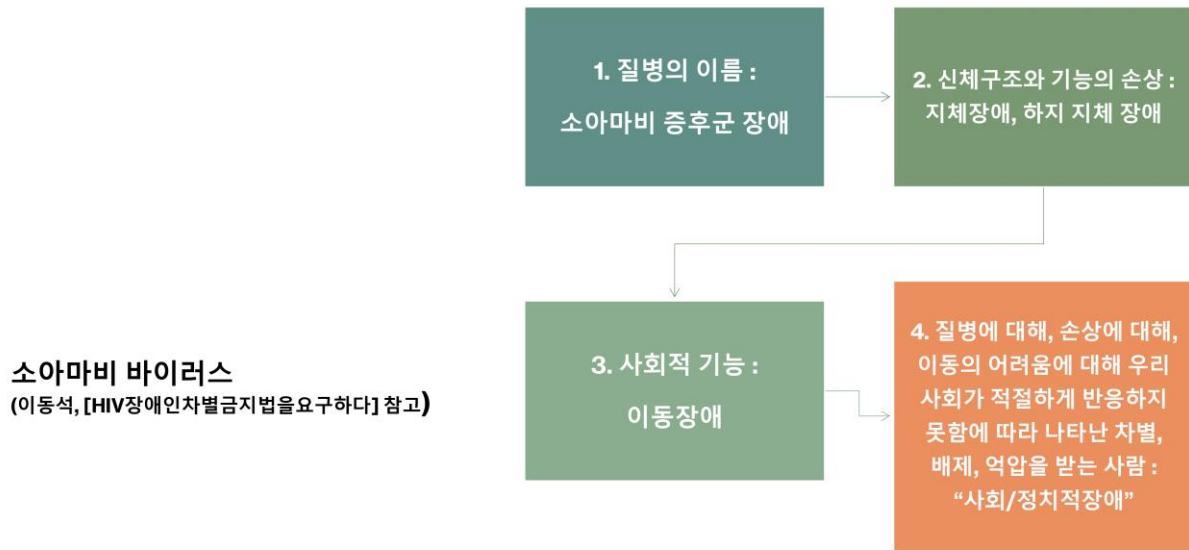 1. 질병의 이름 :
소아마비 증후군 장애
2. 신체구조와 기능의 손상 :
지체장애, 하지 지체 장애
소아마비 바이러스
(이동석, [HIV장애인차별금지법을요구하다] 참고)
3. 사회적 기능 :
이동장애
4. 질병에 대해, 손상에 대해,
이동의 어려움에 대해 우리
사회가 적절하게 반응하지
못함에 따라 나타난 차별,
배제, 억압을 받는 사람 :
“사회/정치적장애”